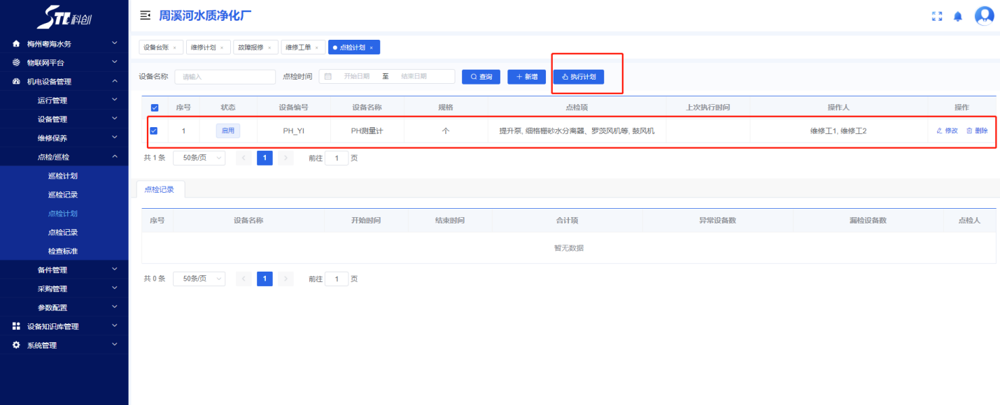 STC科创
周溪河水质净化厂
梅州粤海水务
物联网平台
机电设备管理
运行管理
设备管理
维修保养
点检/巡检
巡检计划
巡检记录
点检计划
点检记录
检查标准
备件管理
采购管理
参数配置
设备知识库管理
系统管理
设备台账 × 维修计划 × 故障报修 × 维修工单 × 点检计划 ×
设备名称 请输入 点检时间 开始日期 至 结束日期 查询 新增 执行计划
序号 状态 设备编号 设备名称 规格 点检项 上次执行时间 操作人 操作
1 启用 PH_YI PH测量计 个 提升泵, 细格栅砂水分离器、罗茨风机等, 鼓风机 维修工1, 维修工2 修改 删除
共 1 条 50条/页 1 前往 1 页
点检记录
序号 设备名称 开始时间 结束时间 合计项 异常设备数 漏检设备数 点检人
暂无数据
共 0 条 50条/页 1 前往 1 页